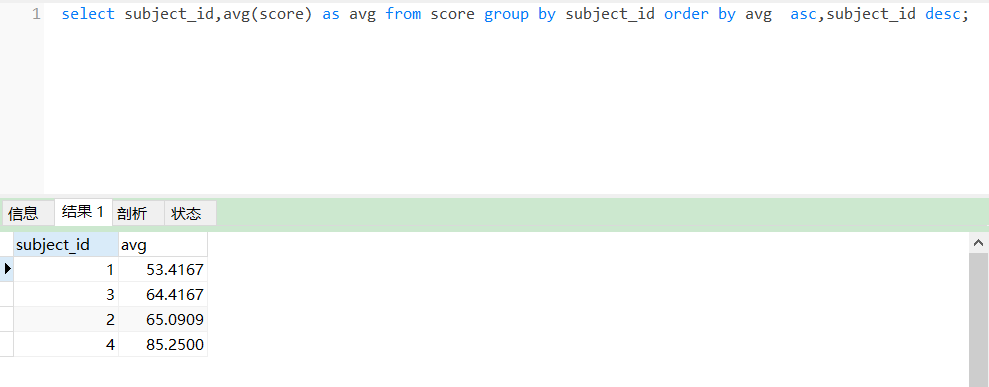 1 select subject_id,avg(score) as avg from score group by subject_id order by avg  asc,subject_id desc;
信息 结果 1 剖析 状态
subject_id avg
1 53.4167
3 64.4167
2 65.0909
4 85.2500